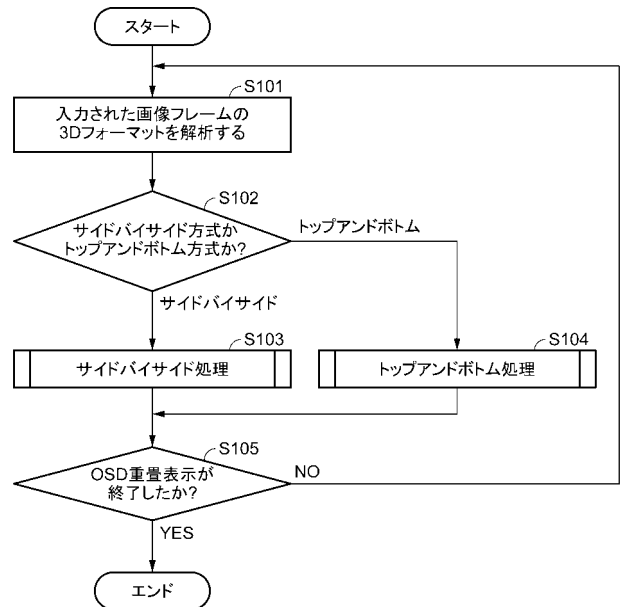 スタート
S101
入力された画像フレームの
3Dフォーマットを解析する
S102
サイドバイサイド方式か
トップアンドボトム方式か?
トップアンドボトム
サイドバイサイド
S103
サイドバイサイド処理
S104
トップアンドボトム処理
S105
OSD重畳表示が
終了したか?
NO
YES
エンド